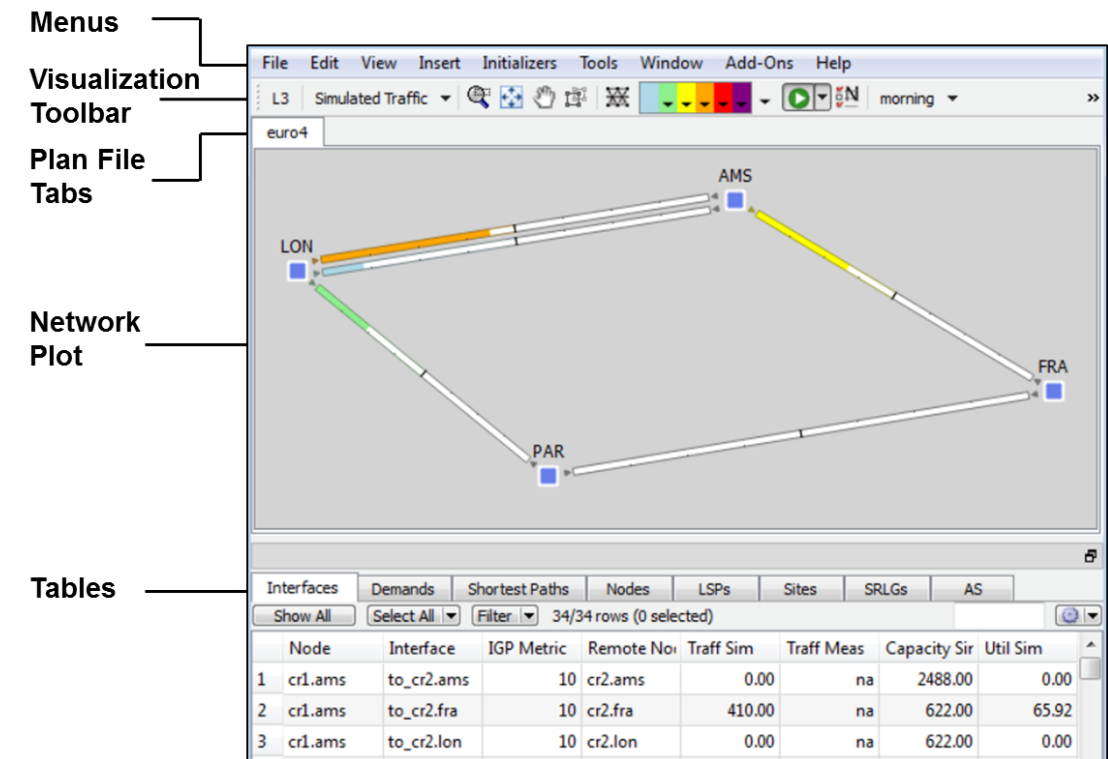 Menus
Visualization
Toolbar
Plan File
Tabs
Network
Plot
Tables
File Edit View Insert Initializers Tools Window Add-Ons Help
L3 Simulated Traffic N morning »
euro4
AMS
LON
FRA
PAR
Interfaces Demands Shortest Paths Nodes LSPs Sites SRLGs AS
Show All Select All Filter 34/34 rows (0 selected)
Node Interface IGP Metric Remote No Traff Sim Traff Meas Capacity Sir Util Sim
1 cr1.ams to_cr2.ams 10 cr2.ams 0.00 na 2488.00 0.00
2 cr1.ams to_cr2.fra 10 cr2.fra 410.00 na 622.00 65.92
3 cr1.ams to_cr2.lon 10 cr2.lon 0.00 na 622.00 0.00